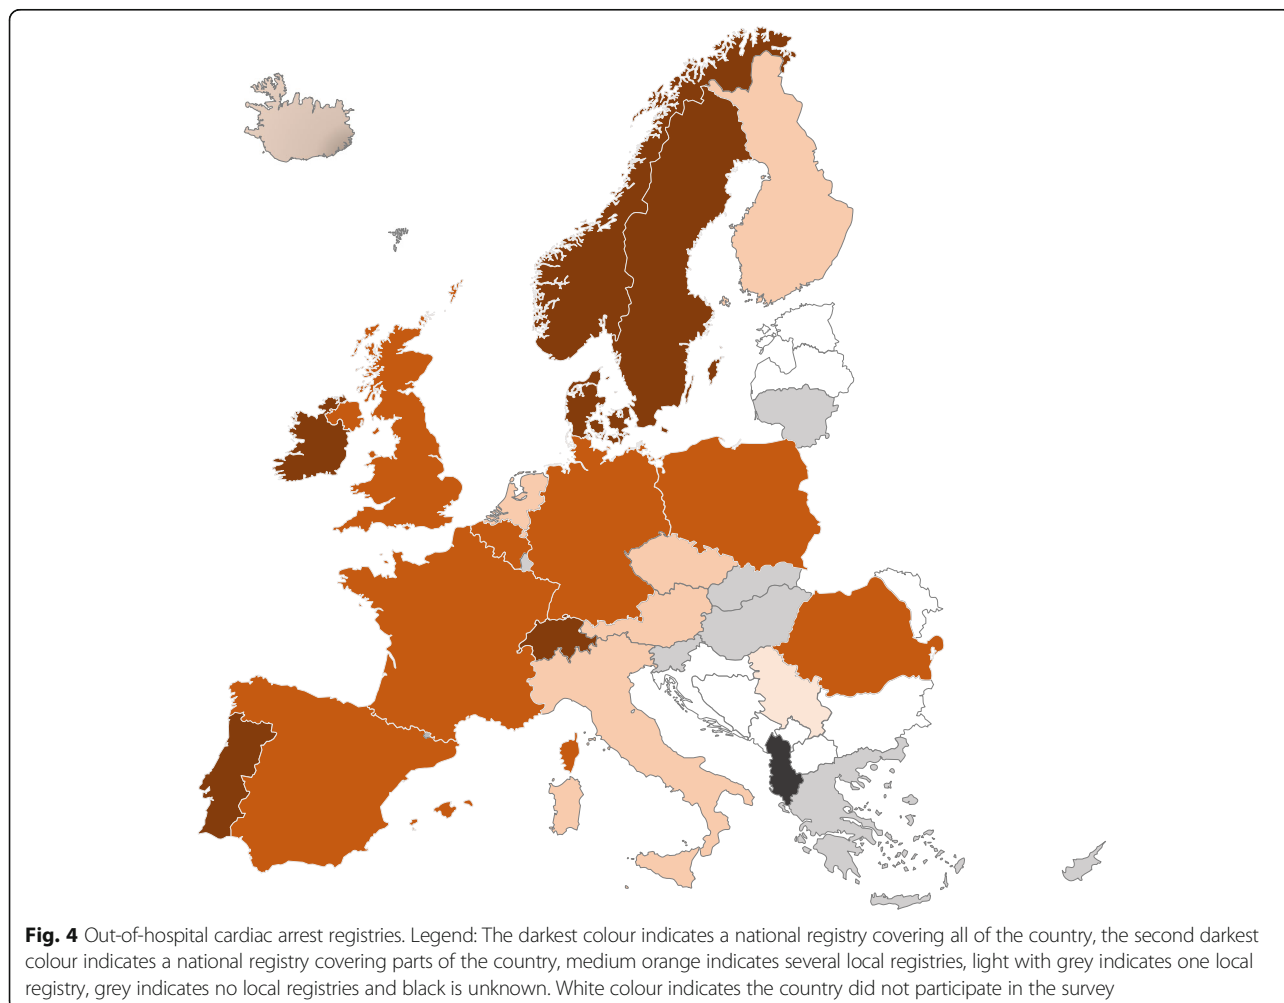 Fig. 4 Out-of-hospital cardiac arrest registries. Legend: The darkest colour indicates a national registry covering all of the country, the second darkest
colour indicates a national registry covering parts of the country, medium orange indicates several local registries, light with grey indicates one local
registry, grey indicates no local registries and black is unknown. White colour indicates the country did not participate in the survey